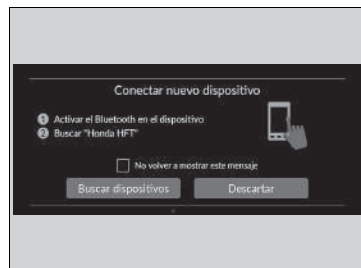 Conectar nuevo dispositivo
1 Activar el Bluetooth en el dispositivo
2 Buscar "Honda HFT"
No volver a mostrar este mensaje
Buscar dispositivos
Descartar